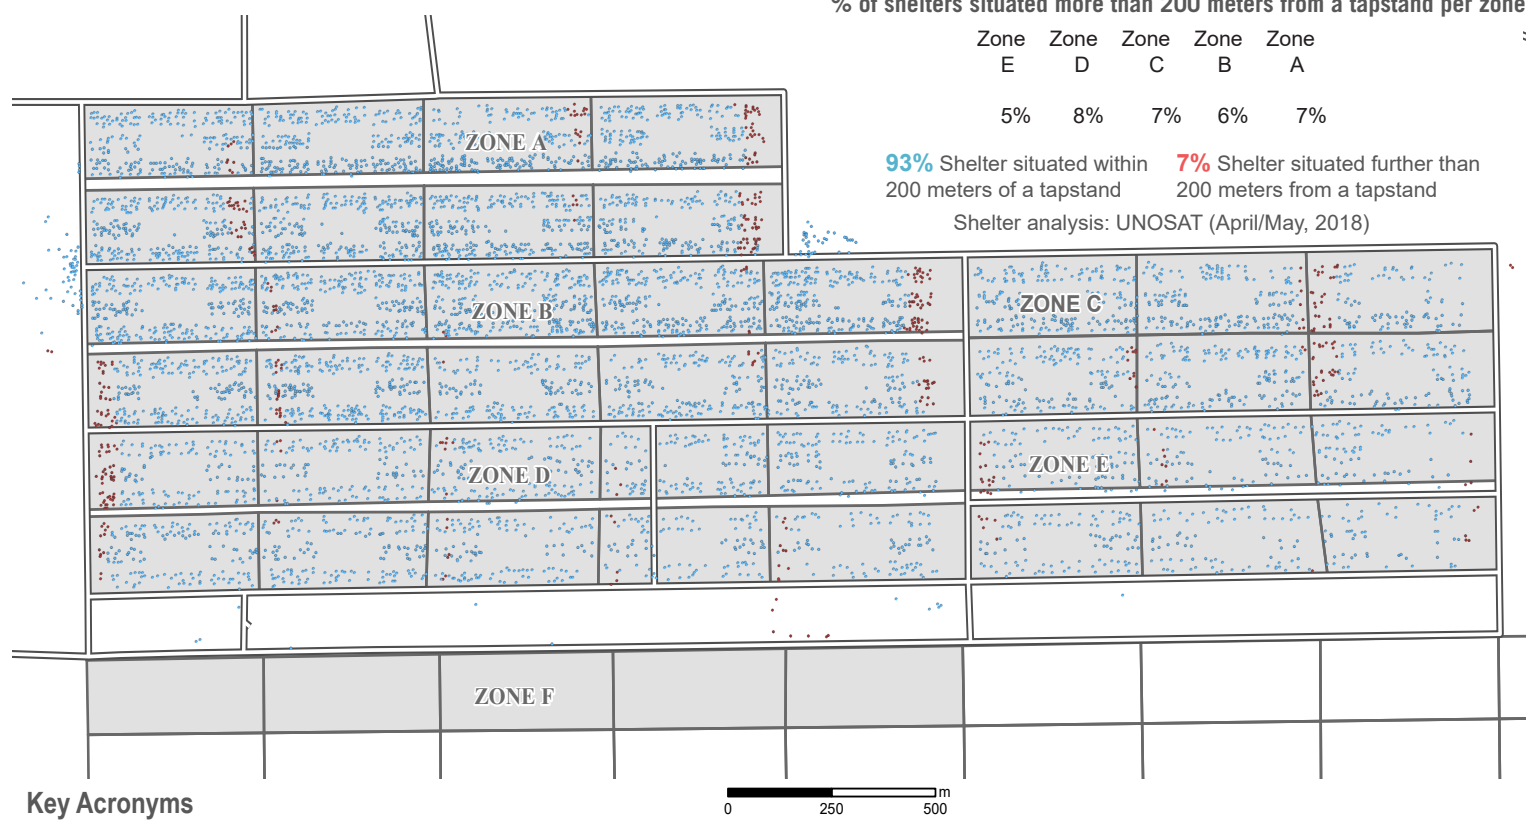 % of shelters situated more than 200 meters from a tapstand per zone
Zone Zone Zone Zone Zone
E D C B A
5% 8% 7% 6% 7%
93% Shelter situated within
200 meters of a tapstand
7% Shelter situated further than
200 meters from a tapstand
Shelter analysis: UNOSAT (April/May, 2018)
ZONE A
ZONE B
ZONE C
ZONE D
ZONE E
ZONE F
Key Acronyms
m
0 250 500